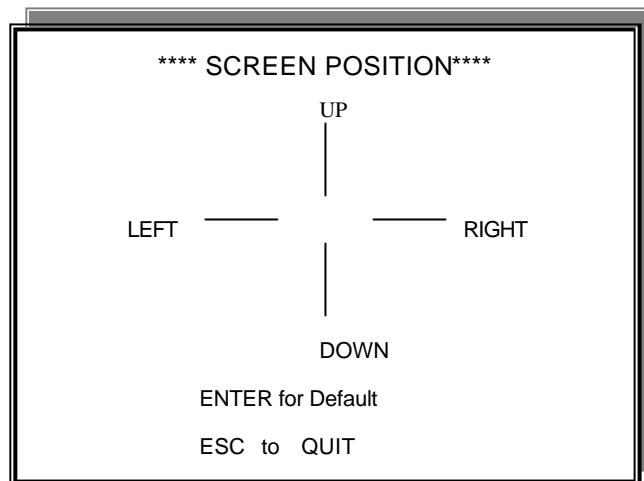 **** SCREEN POSITION****
UP
LEFT RIGHT
DOWN
ENTER for Default
ESC to QUIT